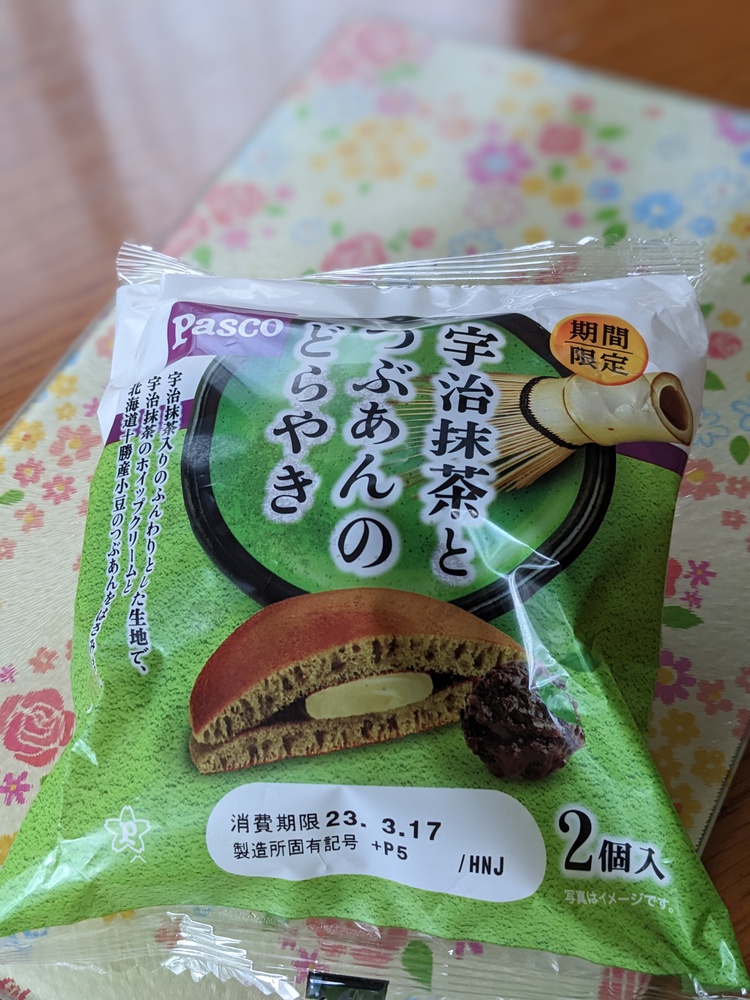 Pasco
期間
限定
宇治抹茶と
つぶあんの
どらやき
宇治抹茶入りのふんわりとした生地で、
宇治抹茶のホイップクリームと
北海道十勝産小豆のつぶあんをはさみ
消費期限 23. 3.17
製造所固有記号 +P5 /HNJ
2個入
写真はイメージです。